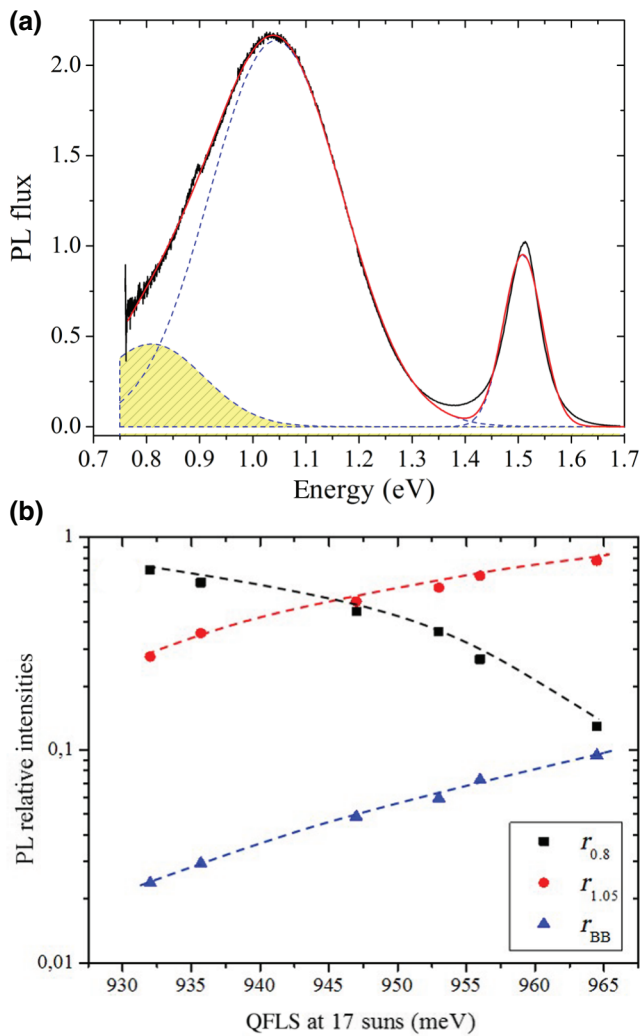 (a)
2.0
1.5
1.0
0.5
0.0
PL flux
0.7 0.8 0.9 1.0 1.1 1.2 1.3 1.4 1.5 1.6 1.7
Energy (eV)
(b)
1
0,1
0,01
PL relative intensities
r0.8
r1.05
rBB
930 935 940 945 950 955 960 965
QFLS at 17 suns (meV)